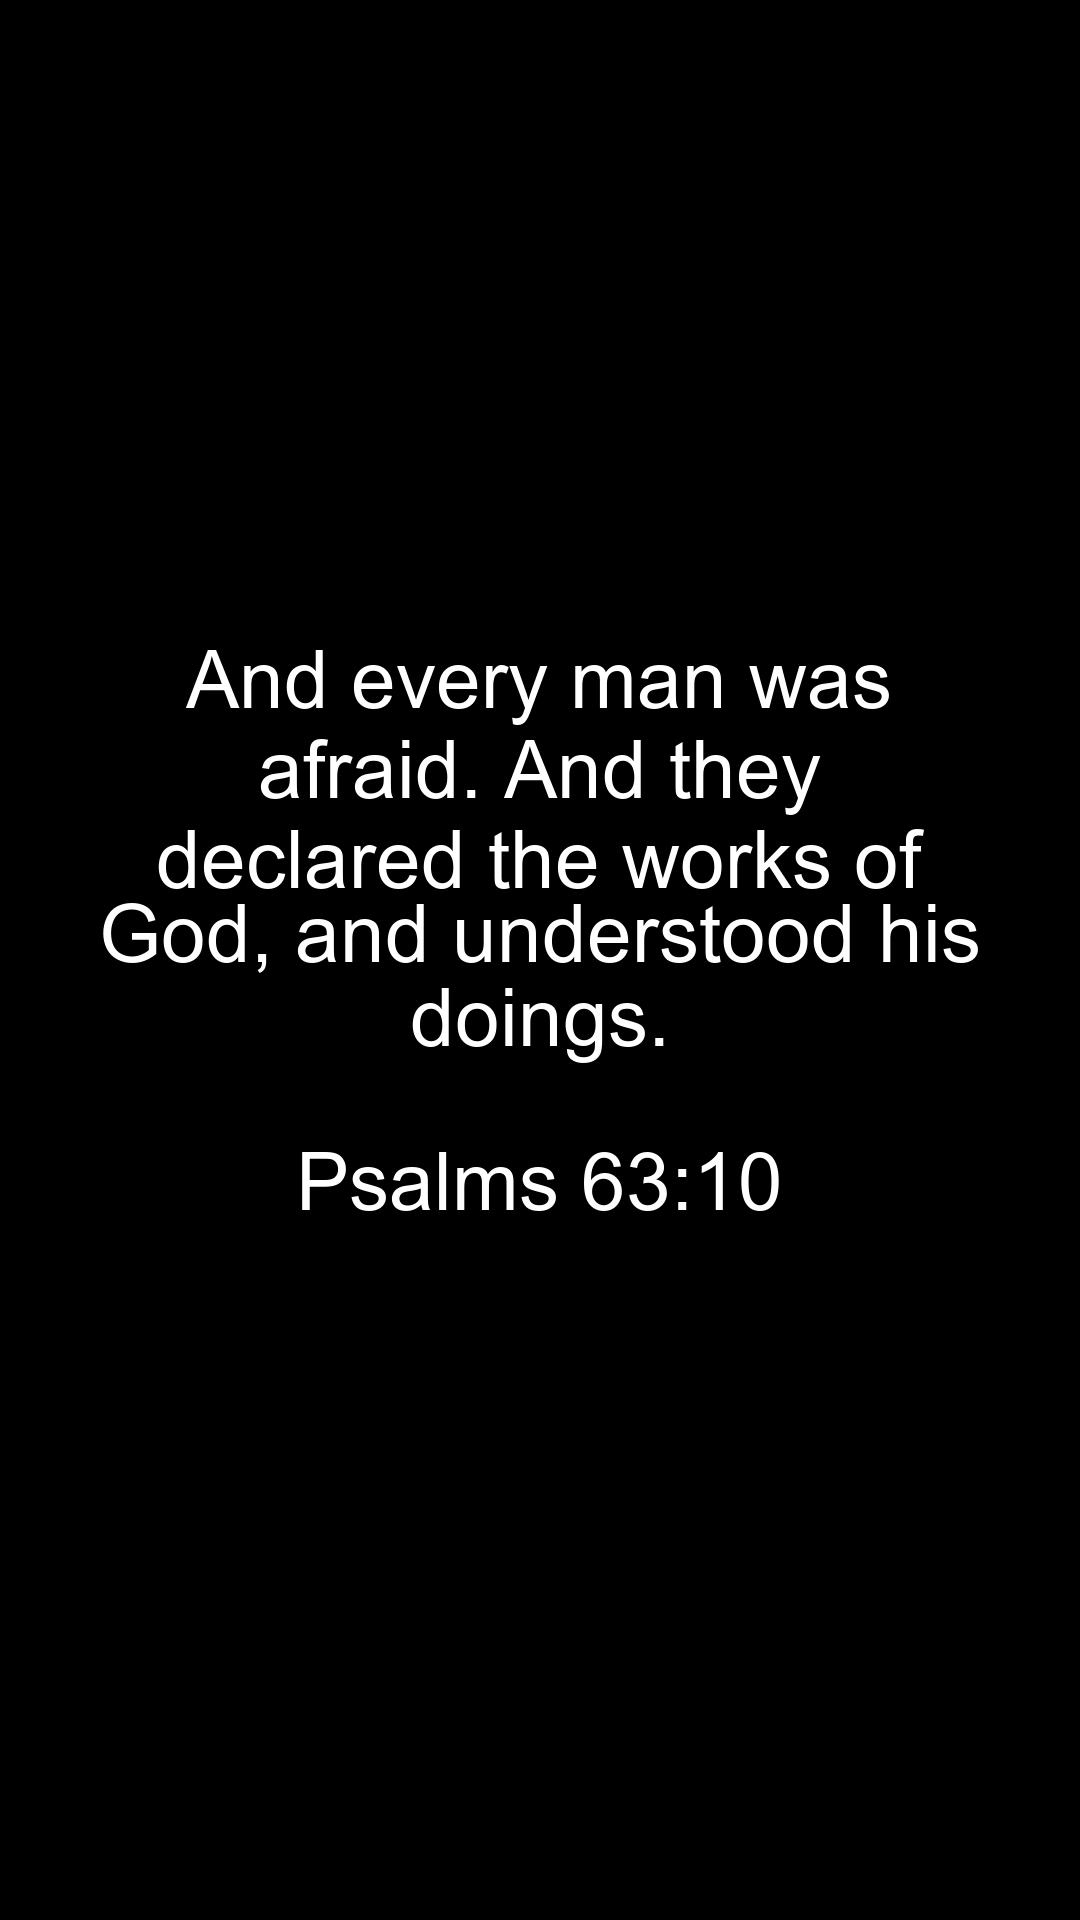 And every man was
afraid. And they
declared the works of
God, and understood his
doings.
Psalms 63:10